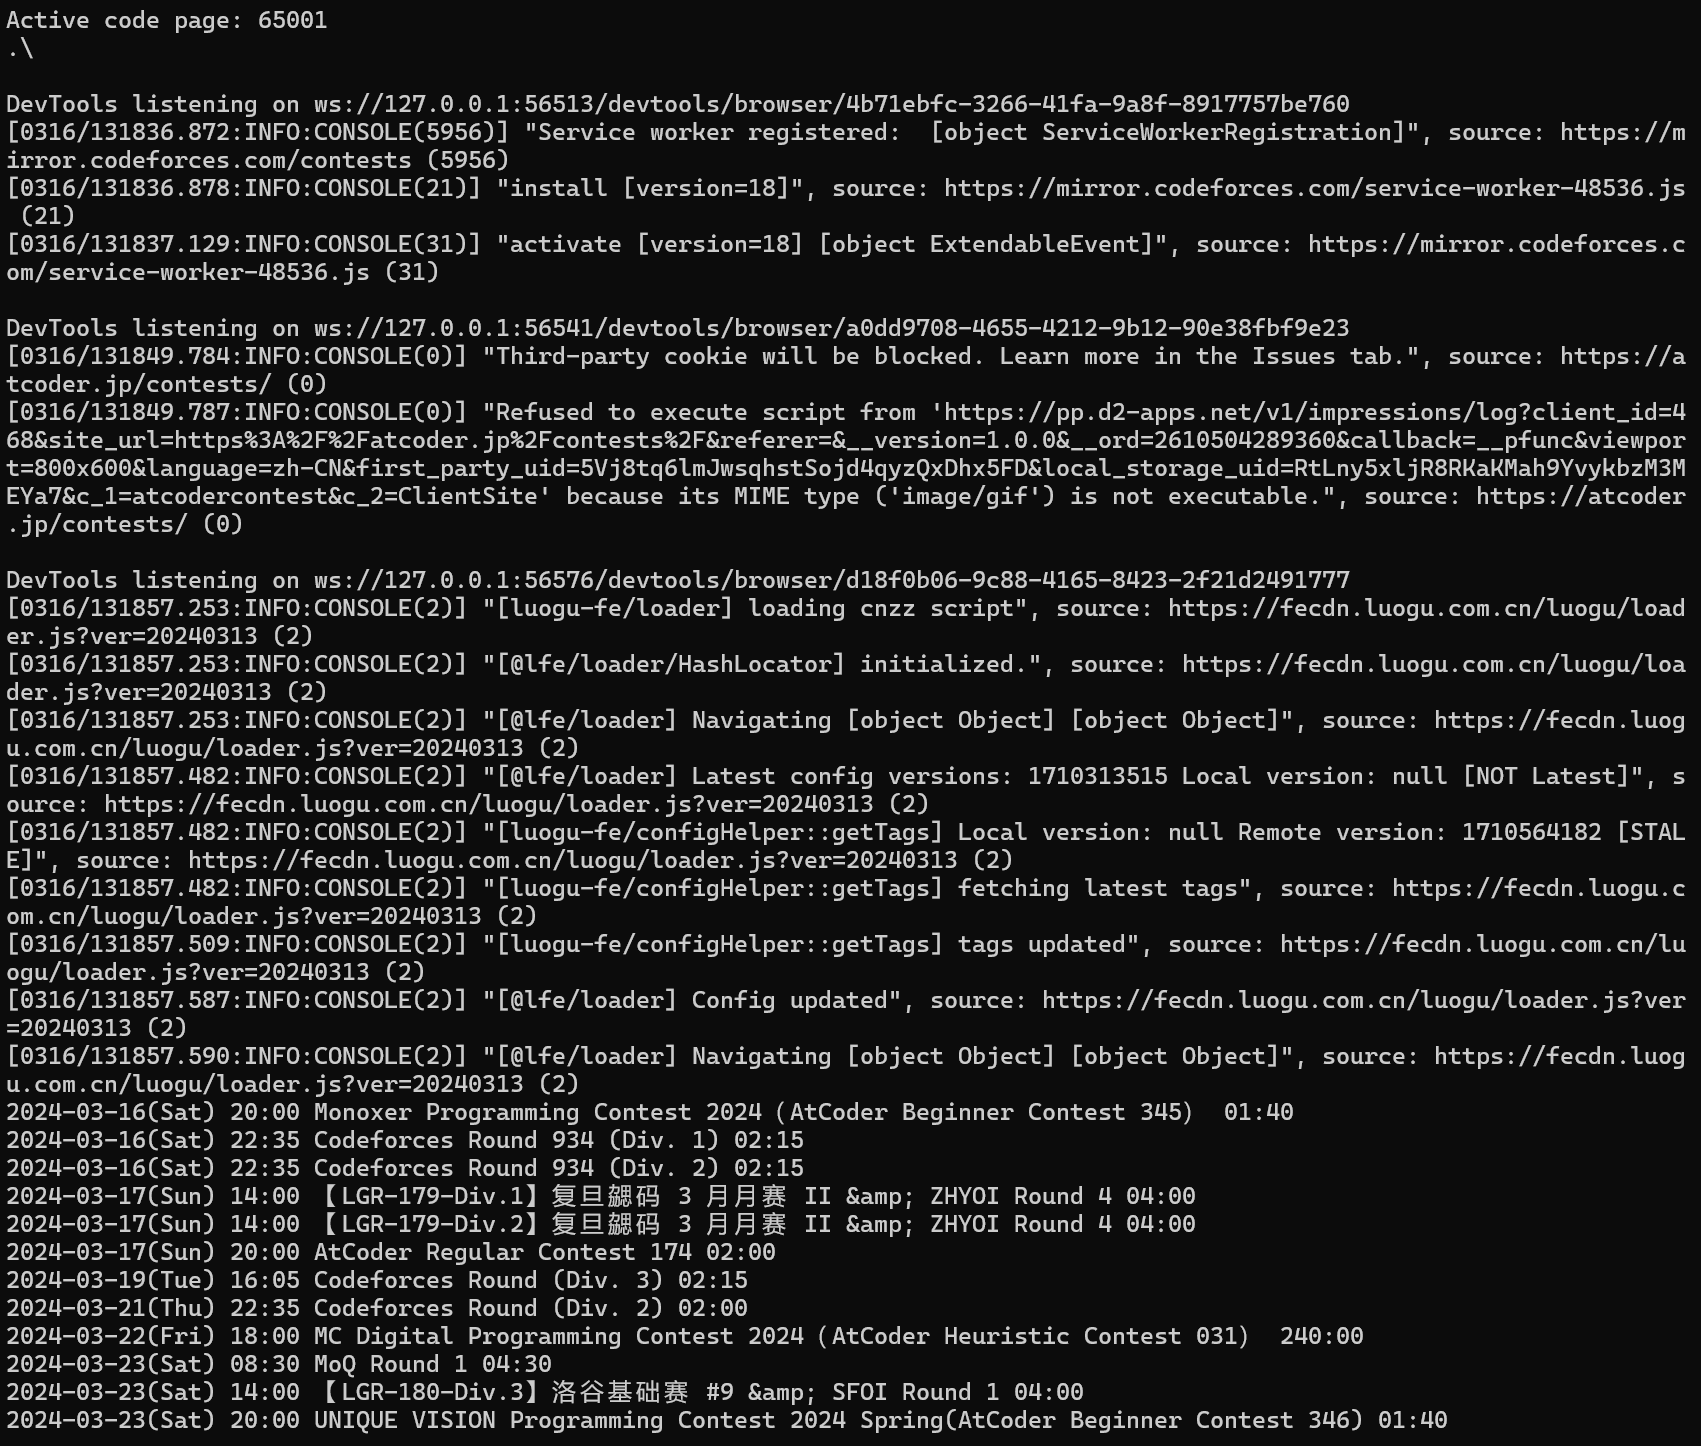 Active code page: 65001
.\
DevTools listening on ws://127.0.0.1:56513/devtools/browser/4b71ebfc-3266-41fa-9a8f-8917757be760
[0316/131836.872:INFO:CONSOLE(5956)] "Service worker registered:  [object ServiceWorkerRegistration]", source: https://m
irror.codeforces.com/contests (5956)
[0316/131836.878:INFO:CONSOLE(21)] "install [version=18]", source: https://mirror.codeforces.com/service-worker-48536.js
 (21)
[0316/131837.129:INFO:CONSOLE(31)] "activate [version=18] [object ExtendableEvent]", source: https://mirror.codeforces.c
om/service-worker-48536.js (31)
DevTools listening on ws://127.0.0.1:56541/devtools/browser/a0dd9708-4655-4212-9b12-90e38fbf9e23
[0316/131849.784:INFO:CONSOLE(0)] "Third-party cookie will be blocked. Learn more in the Issues tab.", source: https://a
tcoder.jp/contests/ (0)
[0316/131849.787:INFO:CONSOLE(0)] "Refused to execute script from 'https://pp.d2-apps.net/v1/impressions/log?client_id=4
68&site_url=https%3A%2F%2Fatcoder.jp%2Fcontests%2F&referer=&__version=1.0.0&__ord=2610504289360&callback=__pfunc&viewpor
t=800x600&language=zh-CN&first_party_uid=5Vj8tq6lmJwsqhstSojd4qyzQxDhx5FD&local_storage_uid=RtLny5xljR8RKaKMah9YvykbzM3M
EYa7&c_1=atcodercontest&c_2=ClientSite' because its MIME type ('image/gif') is not executable.", source: https://atcoder
.jp/contests/ (0)
DevTools listening on ws://127.0.0.1:56576/devtools/browser/d18f0b06-9c88-4165-8423-2f21d2491777
[0316/131857.253:INFO:CONSOLE(2)] "[luogu-fe/loader] loading cnzz script", source: https://fecdn.luogu.com.cn/luogu/load
er.js?ver=20240313 (2)
[0316/131857.253:INFO:CONSOLE(2)] "[@lfe/loader/HashLocator] initialized.", source: https://fecdn.luogu.com.cn/luogu/loa
der.js?ver=20240313 (2)
[0316/131857.253:INFO:CONSOLE(2)] "[@lfe/loader] Navigating [object Object] [object Object]", source: https://fecdn.luog
u.com.cn/luogu/loader.js?ver=20240313 (2)
[0316/131857.482:INFO:CONSOLE(2)] "[@lfe/loader] Latest config versions: 1710313515 Local version: null [NOT Latest]", s
ource: https://fecdn.luogu.com.cn/luogu/loader.js?ver=20240313 (2)
[0316/131857.482:INFO:CONSOLE(2)] "[luogu-fe/configHelper::getTags] Local version: null Remote version: 1710564182 [STAL
E]", source: https://fecdn.luogu.com.cn/luogu/loader.js?ver=20240313 (2)
[0316/131857.482:INFO:CONSOLE(2)] "[luogu-fe/configHelper::getTags] fetching latest tags", source: https://fecdn.luogu.c
om.cn/luogu/loader.js?ver=20240313 (2)
[0316/131857.509:INFO:CONSOLE(2)] "[luogu-fe/configHelper::getTags] tags updated", source: https://fecdn.luogu.com.cn/lu
ogu/loader.js?ver=20240313 (2)
[0316/131857.587:INFO:CONSOLE(2)] "[@lfe/loader] Config updated", source: https://fecdn.luogu.com.cn/luogu/loader.js?ver
=20240313 (2)
[0316/131857.590:INFO:CONSOLE(2)] "[@lfe/loader] Navigating [object Object] [object Object]", source: https://fecdn.luog
u.com.cn/luogu/loader.js?ver=20240313 (2)
2024-03-16(Sat) 20:00 Monoxer Programming Contest 2024（AtCoder Beginner Contest 345） 01:40
2024-03-16(Sat) 22:35 Codeforces Round 934 (Div. 1) 02:15
2024-03-16(Sat) 22:35 Codeforces Round 934 (Div. 2) 02:15
2024-03-17(Sun) 14:00 【LGR-179-Div.1】复旦勰码 3 月月赛 II &amp; ZHYOI Round 4 04:00
2024-03-17(Sun) 14:00 【LGR-179-Div.2】复旦勰码 3 月月赛 II &amp; ZHYOI Round 4 04:00
2024-03-17(Sun) 20:00 AtCoder Regular Contest 174 02:00
2024-03-19(Tue) 16:05 Codeforces Round (Div. 3) 02:15
2024-03-21(Thu) 22:35 Codeforces Round (Div. 2) 02:00
2024-03-22(Fri) 18:00 MC Digital Programming Contest 2024（AtCoder Heuristic Contest 031） 240:00
2024-03-23(Sat) 08:30 MoQ Round 1 04:30
2024-03-23(Sat) 14:00 【LGR-180-Div.3】洛谷基础赛 #9 &amp; SFOI Round 1 04:00
2024-03-23(Sat) 20:00 UNIQUE VISION Programming Contest 2024 Spring(AtCoder Beginner Contest 346) 01:40